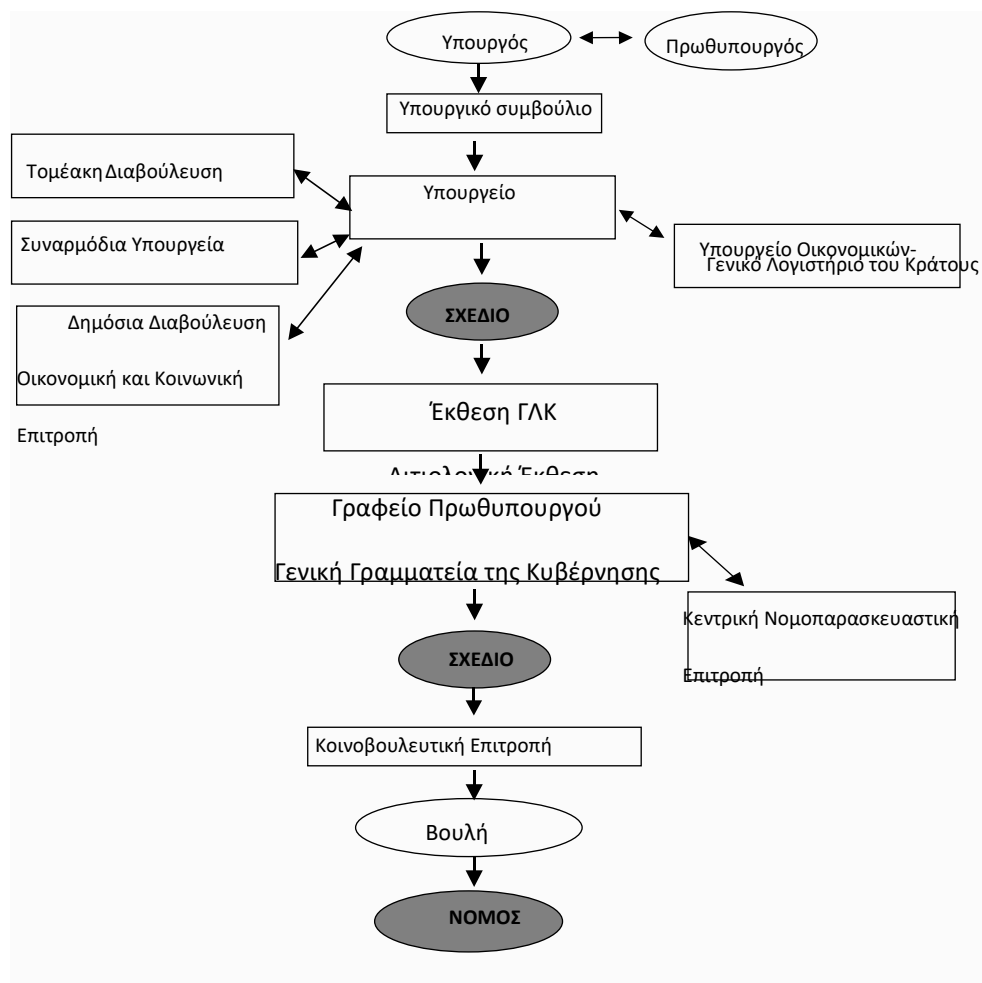 Υπουργός
Πρωθυπουργός
Υπουργικό συμβούλιο
Τομέακη Διαβούλευση
Υπουργείο
Συναρμόδια Υπουργεία
Υπουργείο Οικονομικών-
Γενικό Λογιστήριο του Κράτους
Δημόσια Διαβούλευση
Οικονομική και Κοινωνική
Επιτροπή
ΣΧΕΔΙΟ
Έκθεση ΓΛΚ
Αιτιολογική Έκθεση
Γραφείο Πρωθυπουργού
Γενική Γραμματεία της Κυβέρνησης
Κεντρική Νομοπαρασκευαστική
Επιτροπή
ΣΧΕΔΙΟ
Κοινοβουλευτική Επιτροπή
Βουλή
ΝΟΜΟΣ